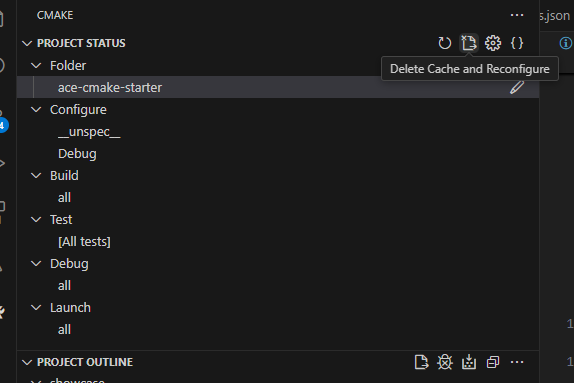 CMAKE
s.json
PROJECT STATUS
{ }
Delete Cache and Reconfigure
Folder
ace-cmake-starter
Configure
__unspec__
4
Debug
Build
all
Test
[All tests]
Debug
all
Launch
all
1
PROJECT OUTLINE
1
showcase